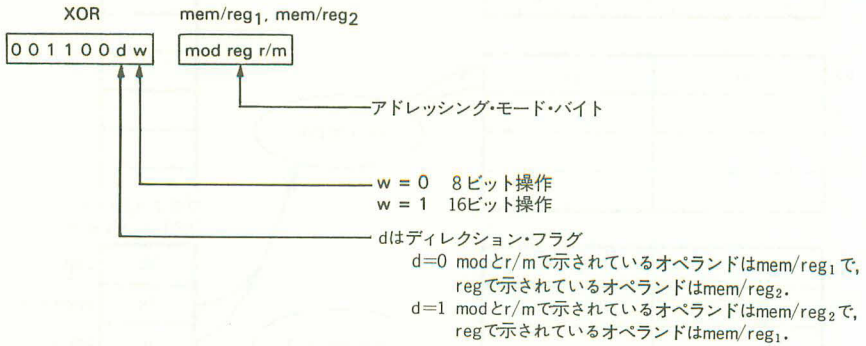 XOR mem/reg₁, mem/reg₂
0 0 1 1 0 0 d w mod reg r/m
アドレッシング・モード・バイト
w = 0 8ビット操作
w = 1 16ビット操作
dはディレクション・フラグ
d=0 modとr/mで示されているオペランドはmem/reg₁で,
regで示されているオペランドはmem/reg₂.
d=1 modとr/mで示されているオペランドはmem/reg₂で,
regで示されているオペランドはmem/reg₁.